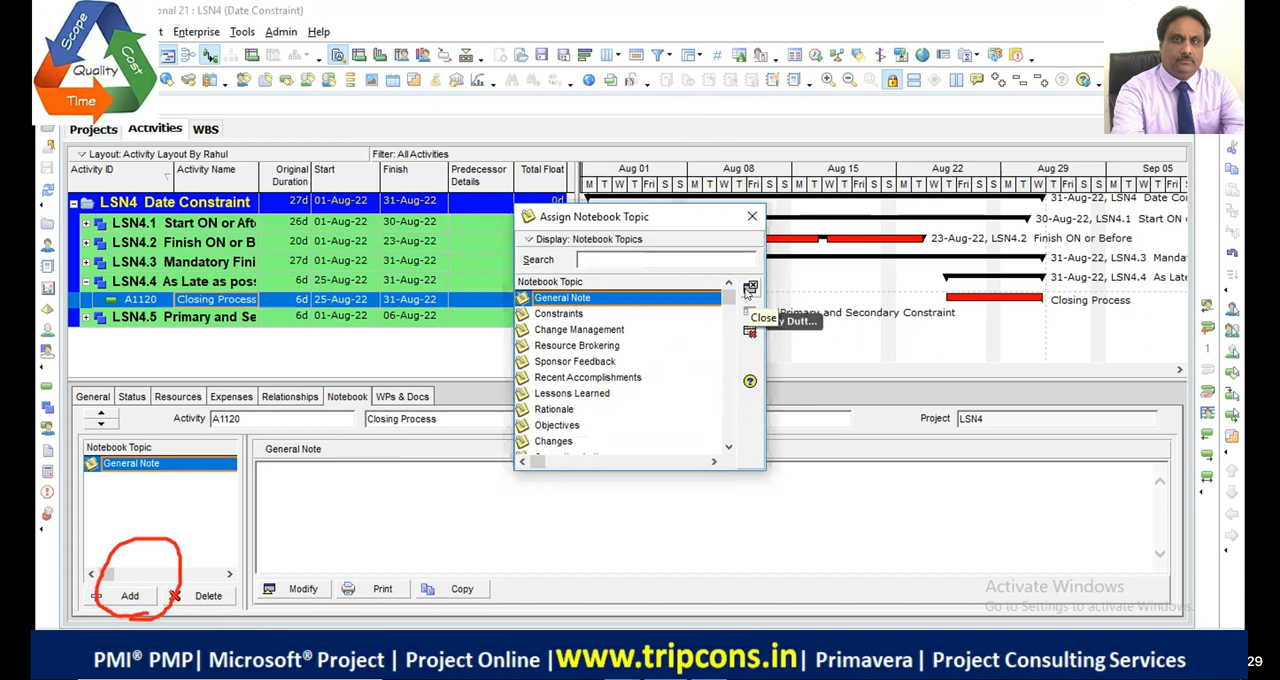 onal 21 : LSN4 (Date Constraint)
Enterprise Tools Admin Help
Scope
Cost
Quality
Time
Projects Activities WBS
Layout: Activity Layout By Rahul Filter: All Activities
Activity ID Activity Name Original Duration Start Finish Predecessor Details Total Float
Aug 01 Aug 08 Aug 15 Aug 22 Aug 29 Sep 05
M T W T Fri S S M T W T Fri S S M T W T Fri S S M T W T Fri S S M T W T Fri S S M T W T Fri S S
LSN4 Date Constraint 27d 01-Aug-22 31-Aug-22 0d 31-Aug-22, LSN4 Date Con
LSN4.1 Start ON or Afte 26d 01-Aug-22 30-Aug-22 30-Aug-22, LSN4.1 Start ON
LSN4.2 Finish ON or B 20d 01-Aug-22 23-Aug-22 23-Aug-22, LSN4.2 Finish ON or Before
LSN4.3 Mandatory Fini 27d 01-Aug-22 31-Aug-22 31-Aug-22, LSN4.3 Manda
LSN4.4 As Late as pos 6d 25-Aug-22 31-Aug-22 31-Aug-22, LSN4.4 As Late
A1120 Closing Process 6d 25-Aug-22 31-Aug-22 Closing Process
LSN4.5 Primary and Se 6d 01-Aug-22 06-Aug-22 Primary and Secondary Constraint
Assign Notebook Topic
Display: Notebook Topics
Search
Notebook Topic
General Note
Constraints
Change Management
Resource Brokering
Sponsor Feedback
Recent Accomplishments
Lessons Learned
Rationale
Objectives
Changes
Close
y Dutt...
General Status Resources Expenses Relationships Notebook WPs & Docs
Activity A1120 Closing Process Project LSN4
Notebook Topic
General Note
General Note
Add Delete
Modify Print Copy
Activate Windows
Go to Settings to activate Windows.
PMI® PMP| Microsoft® Project | Project Online |www.tripcons.in| Primavera | Project Consulting Services
29